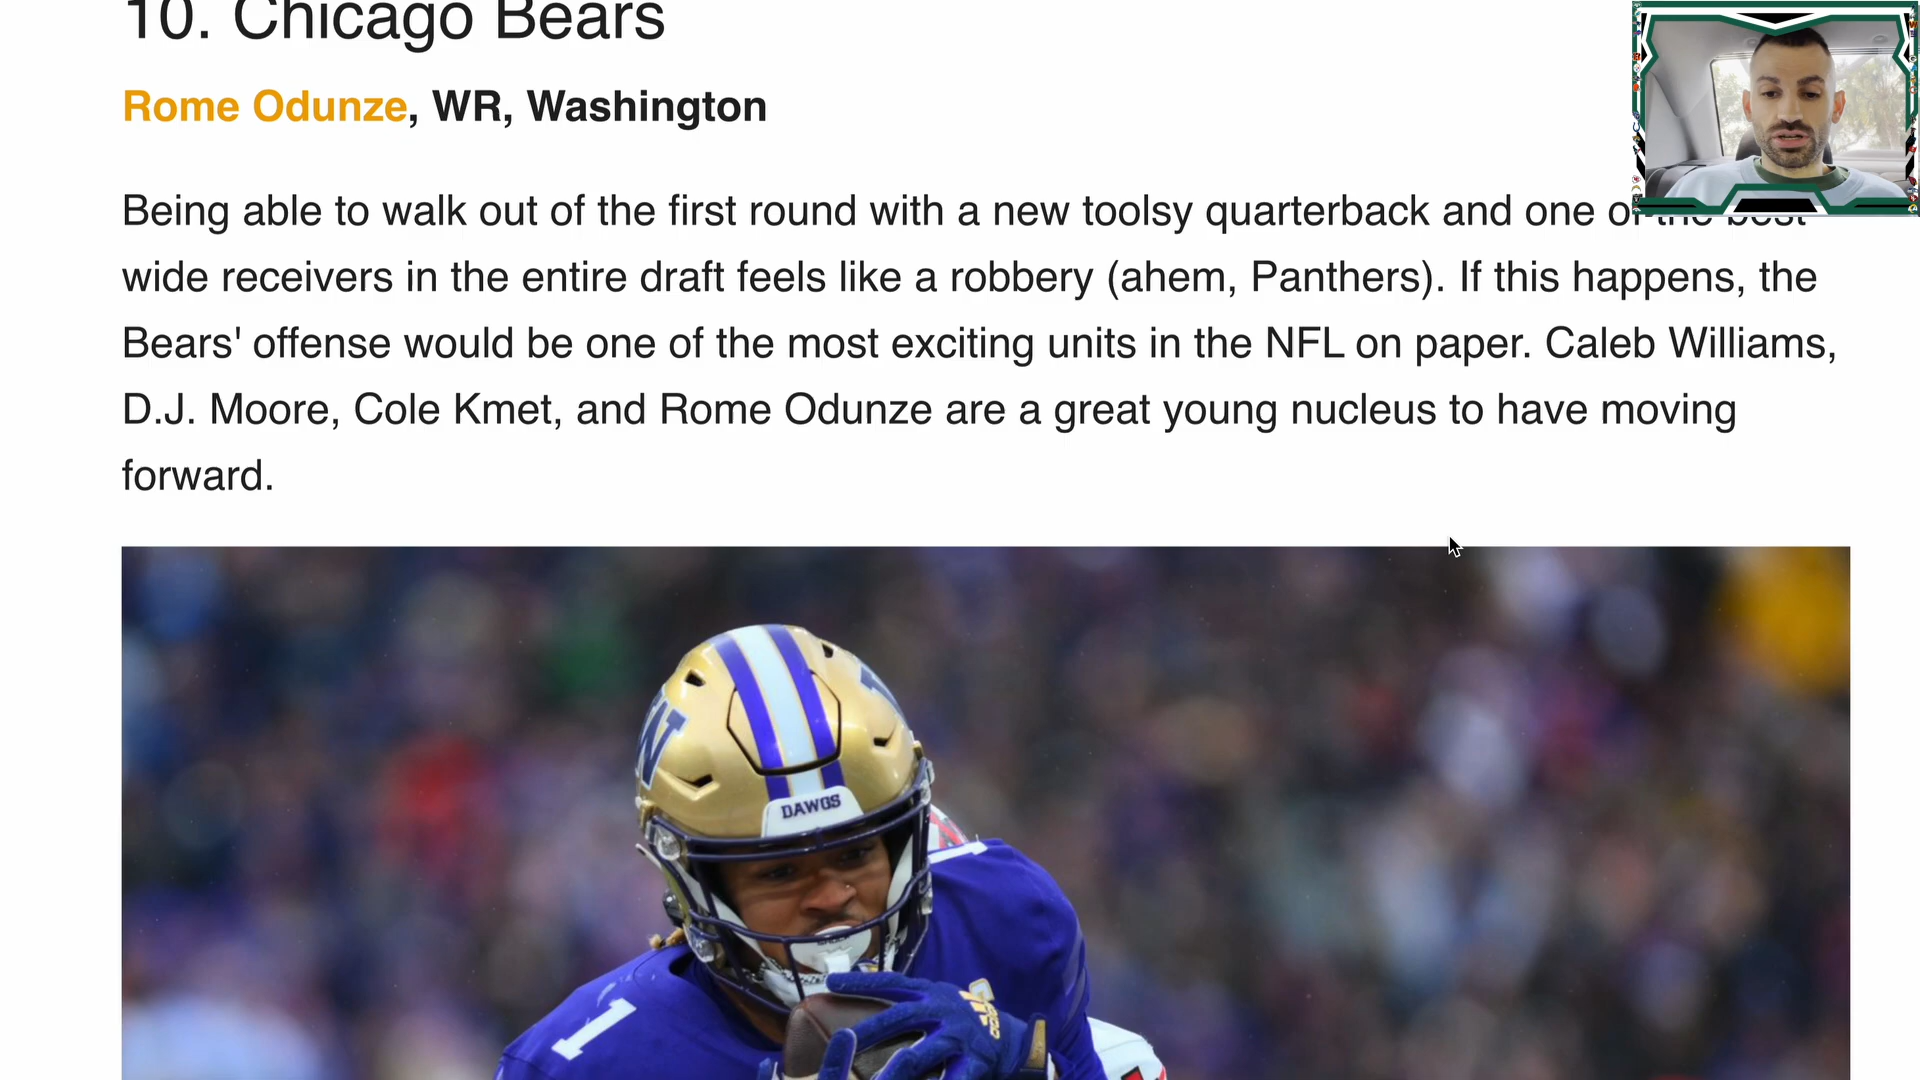 10. Chicago Bears
Rome Odunze, WR, Washington
Being able to walk out of the first round with a new toolsy quarterback and one of the best
wide receivers in the entire draft feels like a robbery (ahem, Panthers). If this happens, the
Bears' offense would be one of the most exciting units in the NFL on paper. Caleb Williams,
D.J. Moore, Cole Kmet, and Rome Odunze are a great young nucleus to have moving
forward.
W
DAWGS
1